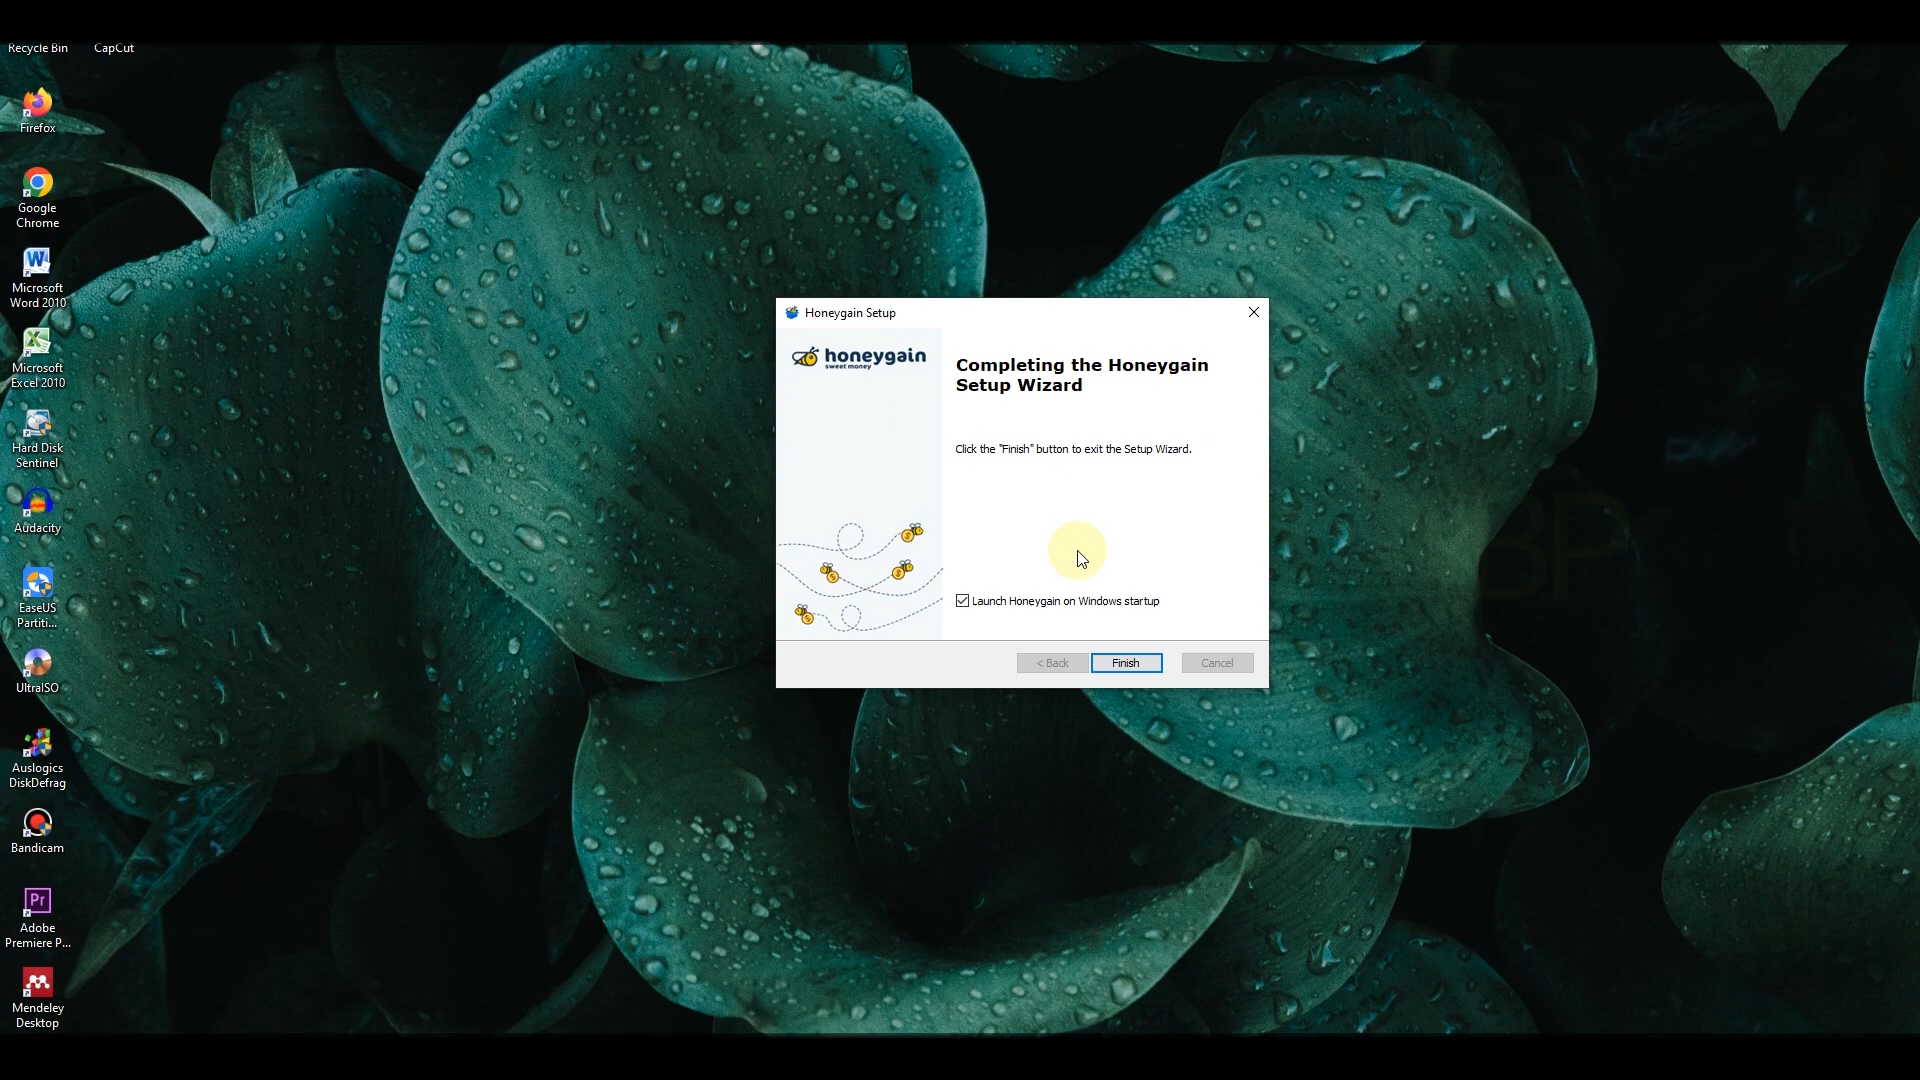 Recycle Bin
CapCut
Firefox
Google
Chrome
Microsoft
Word 2010
Microsoft
Excel 2010
Hard Disk
Sentinel
Audacity
EaseUS
Partiti...
UltraISO
Auslogics
DiskDefrag
Bandicam
Pr
Adobe
Premiere P...
Mendeley
Desktop
Honeygain Setup
honeygain
sweet money
Completing the Honeygain
Setup Wizard
Click the "Finish" button to exit the Setup Wizard.
Launch Honeygain on Windows startup
< Back
Finish
Cancel